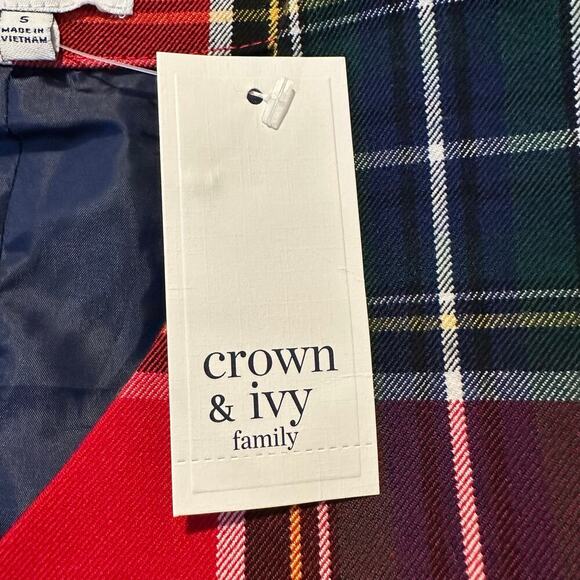 S
MADE IN
VIETNAM
crown
& ivy
family